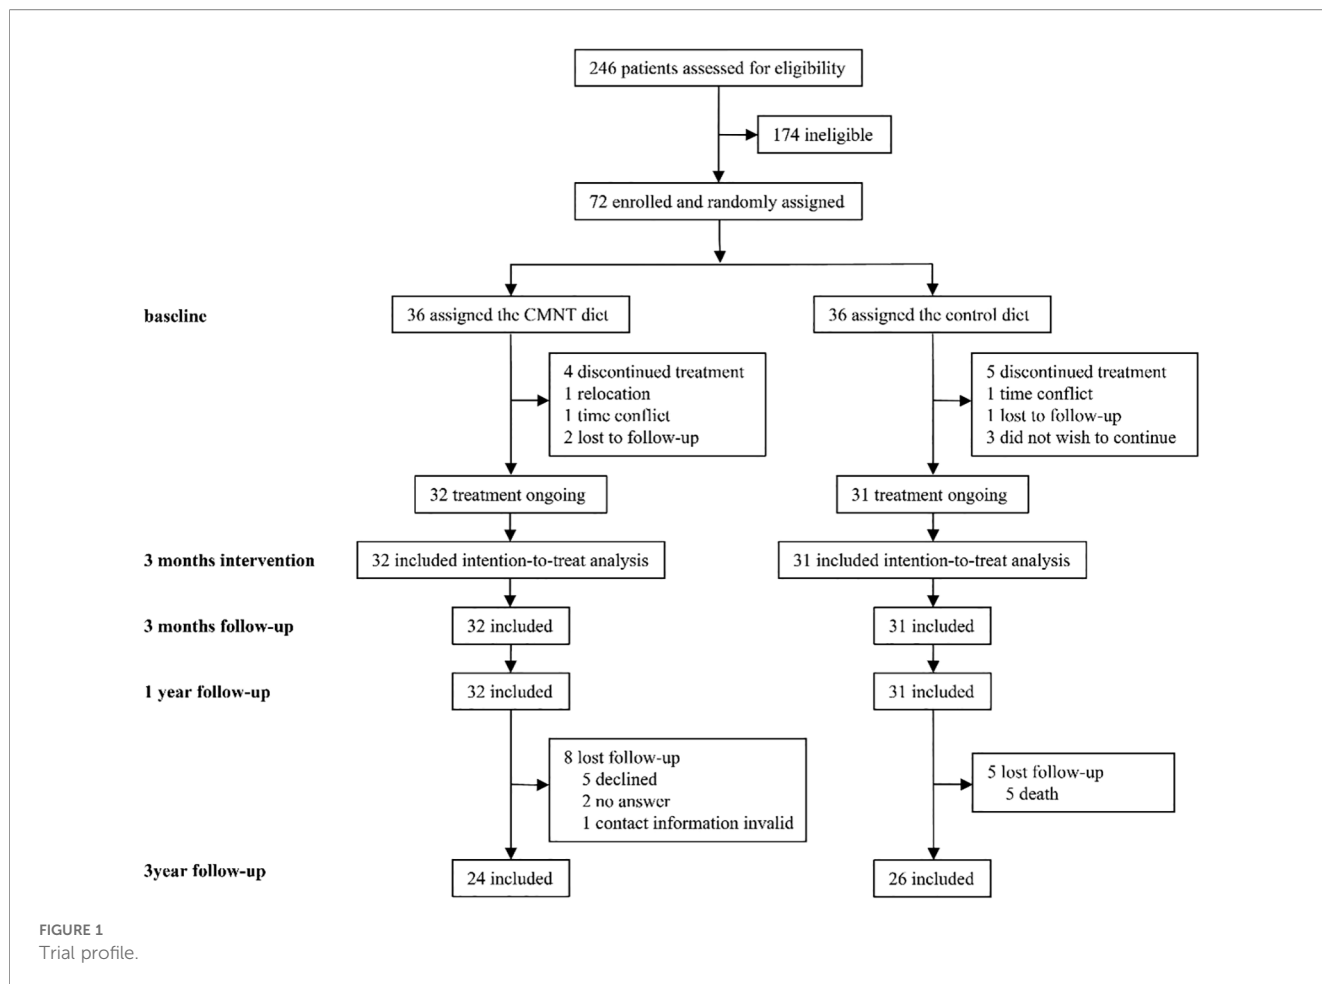 246 patients assessed for eligibility
174 ineligible
72 enrolled and randomly assigned
baseline
36 assigned the CMNT dict
36 assigned the control dict
4 discontinued treatment
1 relocation
1 time conflict
2 lost to follow-up
5 discontinued treatment
1 time conflict
1 lost to follow-up
3 did not wish to continue
32 treatment ongoing
31 treatment ongoing
3 months intervention
32 included intention-to-treat analysis
31 included intention-to-treat analysis
3 months follow-up
32 included
31 included
1 year follow-up
32 included
31 included
8 lost follow-up
5 declined
2 no answer
1 contact information invalid
5 lost follow-up
5 death
3year follow-up
24 included
26 included
FIGURE 1
Trial profile.